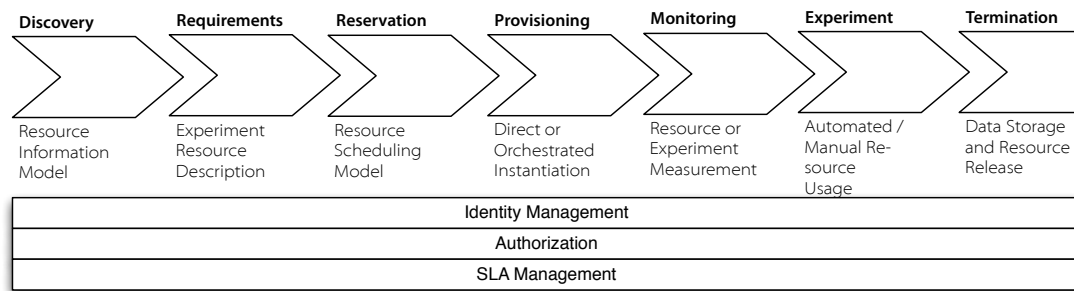 Discovery
Requirements
Reservation
Provisioning
Monitoring
Experiment
Termination
Resource
Information
Model
Experiment
Resource
Description
Resource
Scheduling
Model
Direct or
Orchestrated
Instantiation
Resource or
Experiment
Measurement
Automated /
Manual Re-
source
Usage
Data Storage
and Resource
Release
Identity Management
Authorization
SLA Management